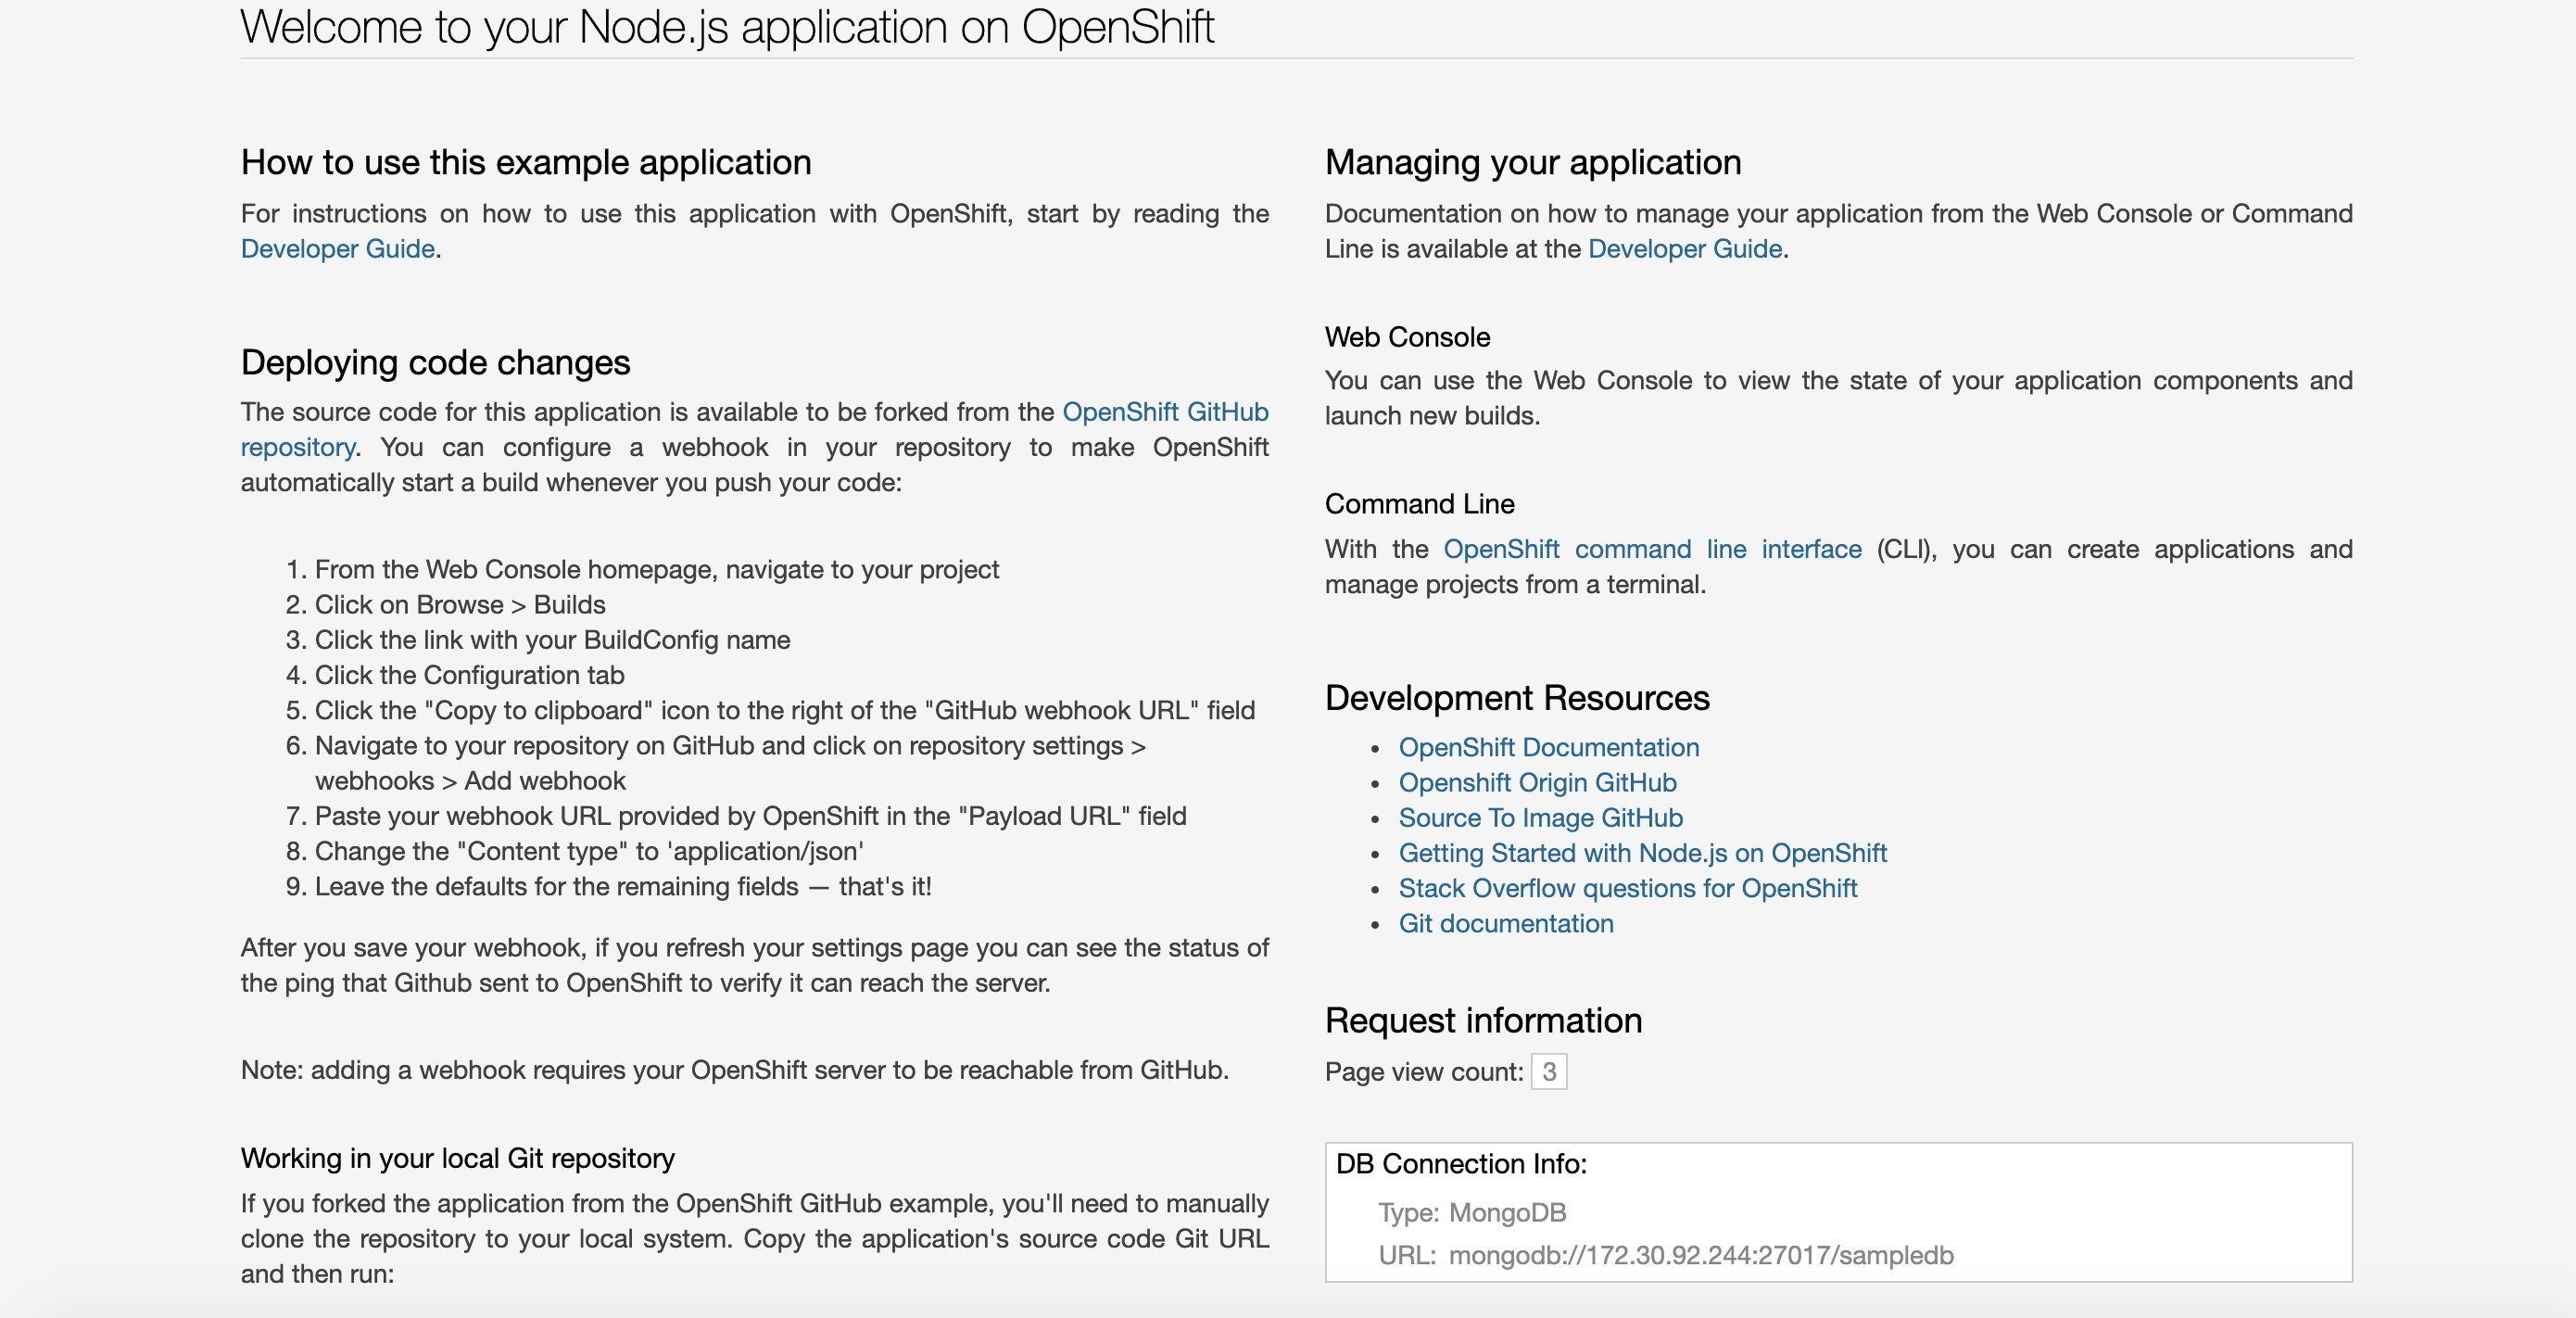 Welcome to your Node.js application on OpenShift
How to use this example application
For instructions on how to use this application with OpenShift, start by reading the
Developer Guide.
Deploying code changes
The source code for this application is available to be forked from the OpenShift GitHub
repository. You can configure a webhook in your repository to make OpenShift
automatically start a build whenever you push your code:
1. From the Web Console homepage, navigate to your project
2. Click on Browse > Builds
3. Click the link with your BuildConfig name
4. Click the Configuration tab
5. Click the "Copy to clipboard" icon to the right of the "GitHub webhook URL" field
6. Navigate to your repository on GitHub and click on repository settings >
webhooks > Add webhook
7. Paste your webhook URL provided by OpenShift in the "Payload URL" field
8. Change the "Content type" to 'application/json'
9. Leave the defaults for the remaining fields — that's it!
After you save your webhook, if you refresh your settings page you can see the status of
the ping that Github sent to OpenShift to verify it can reach the server.
Note: adding a webhook requires your OpenShift server to be reachable from GitHub.
Working in your local Git repository
If you forked the application from the OpenShift GitHub example, you'll need to manually
clone the repository to your local system. Copy the application's source code Git URL
and then run:
Managing your application
Documentation on how to manage your application from the Web Console or Command
Line is available at the Developer Guide.
Web Console
You can use the Web Console to view the state of your application components and
launch new builds.
Command Line
With the OpenShift command line interface (CLI), you can create applications and
manage projects from a terminal.
Development Resources
• OpenShift Documentation
• Openshift Origin GitHub
• Source To Image GitHub
• Getting Started with Node.js on OpenShift
• Stack Overflow questions for OpenShift
• Git documentation
Request information
Page view count: 3
DB Connection Info:
Type: MongoDB
URL: mongodb://172.30.92.244:27017/sampledb